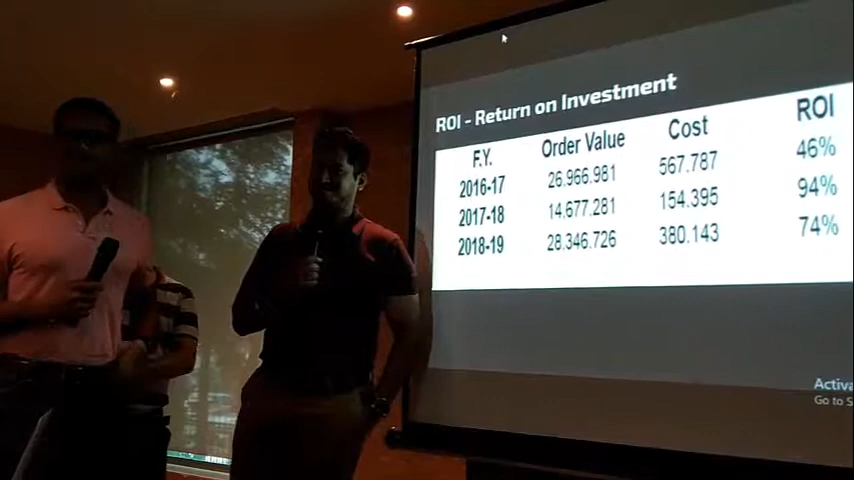 ROI - Return on Investment
F.Y. Order Value Cost ROI
2016-17 26,965,981 567,787 46%
2017-18 14,677,281 154,395 94%
2018-19 28,346,726 380,143 74%
Activa
Go to S